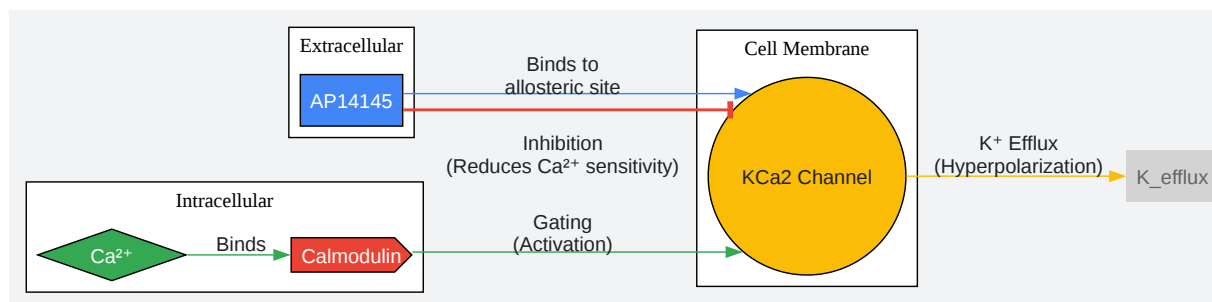 Extracellular
AP14145
Binds to
allosteric site
Inhibition
(Reduces Ca²⁺ sensitivity)
Intracellular
Ca²⁺
Binds
Calmodulin
Gating
(Activation)
Cell Membrane
KCa2 Channel
K⁺ Efflux
(Hyperpolarization)
K_efflux